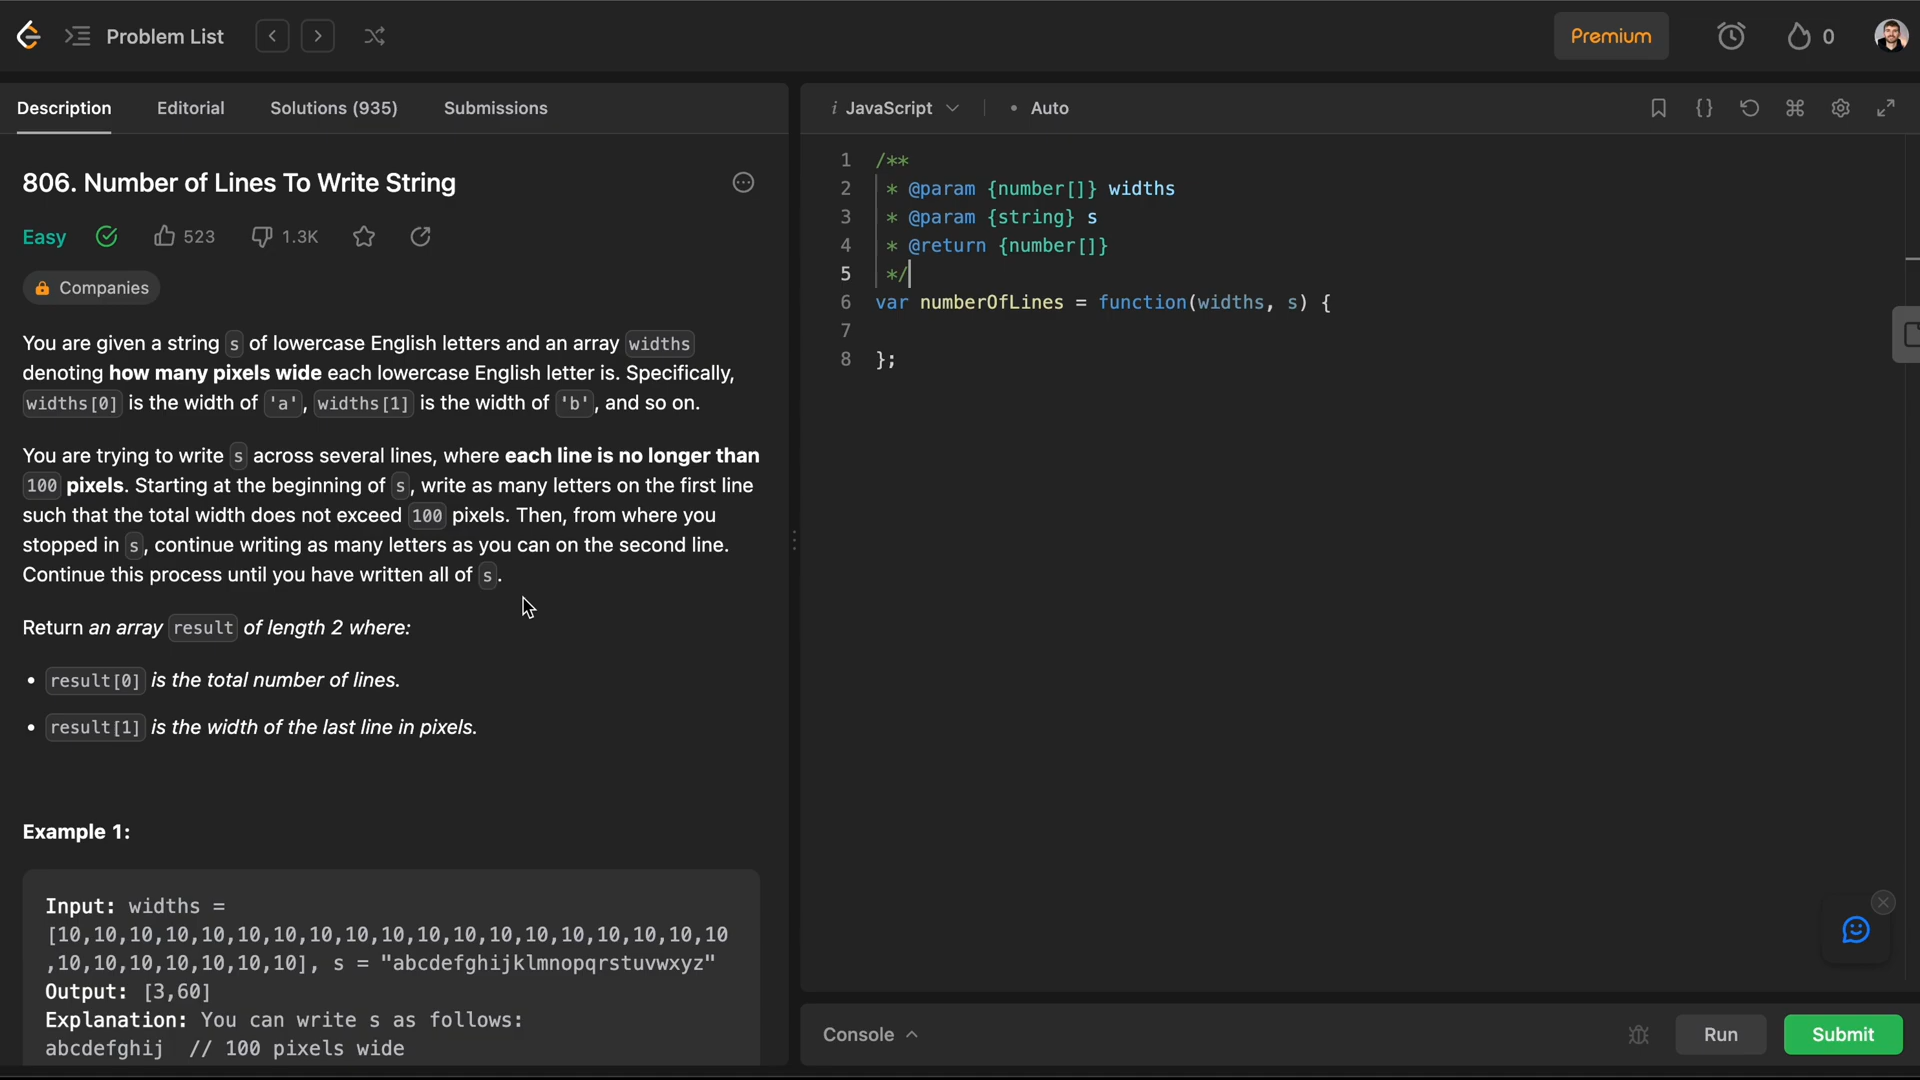 Problem List
Premium
0
Description Editorial Solutions (935) Submissions
806. Number of Lines To Write String
Easy 523 1.3K
Companies
You are given a string s of lowercase English letters and an array widths
denoting how many pixels wide each lowercase English letter is. Specifically,
widths[0] is the width of 'a', widths[1] is the width of 'b', and so on.
You are trying to write s across several lines, where each line is no longer than
100 pixels. Starting at the beginning of s, write as many letters on the first line
such that the total width does not exceed 100 pixels. Then, from where you
stopped in s, continue writing as many letters as you can on the second line.
Continue this process until you have written all of s.
Return an array result of length 2 where:
• result[0] is the total number of lines.
• result[1] is the width of the last line in pixels.
Example 1:
Input: widths =
[10,10,10,10,10,10,10,10,10,10,10,10,10,10,10,10,10,10,10
,10,10,10,10,10,10,10], s = "abcdefghijklmnopqrstuvwxyz"
Output: [3,60]
Explanation: You can write s as follows:
abcdefghij // 100 pixels wide
i JavaScript • Auto
1 /**
2 * @param {number[]} widths
3 * @param {string} s
4 * @return {number[]}
5 */
6 var numberOfLines = function(widths, s) {
7
8 };
Console
Run
Submit